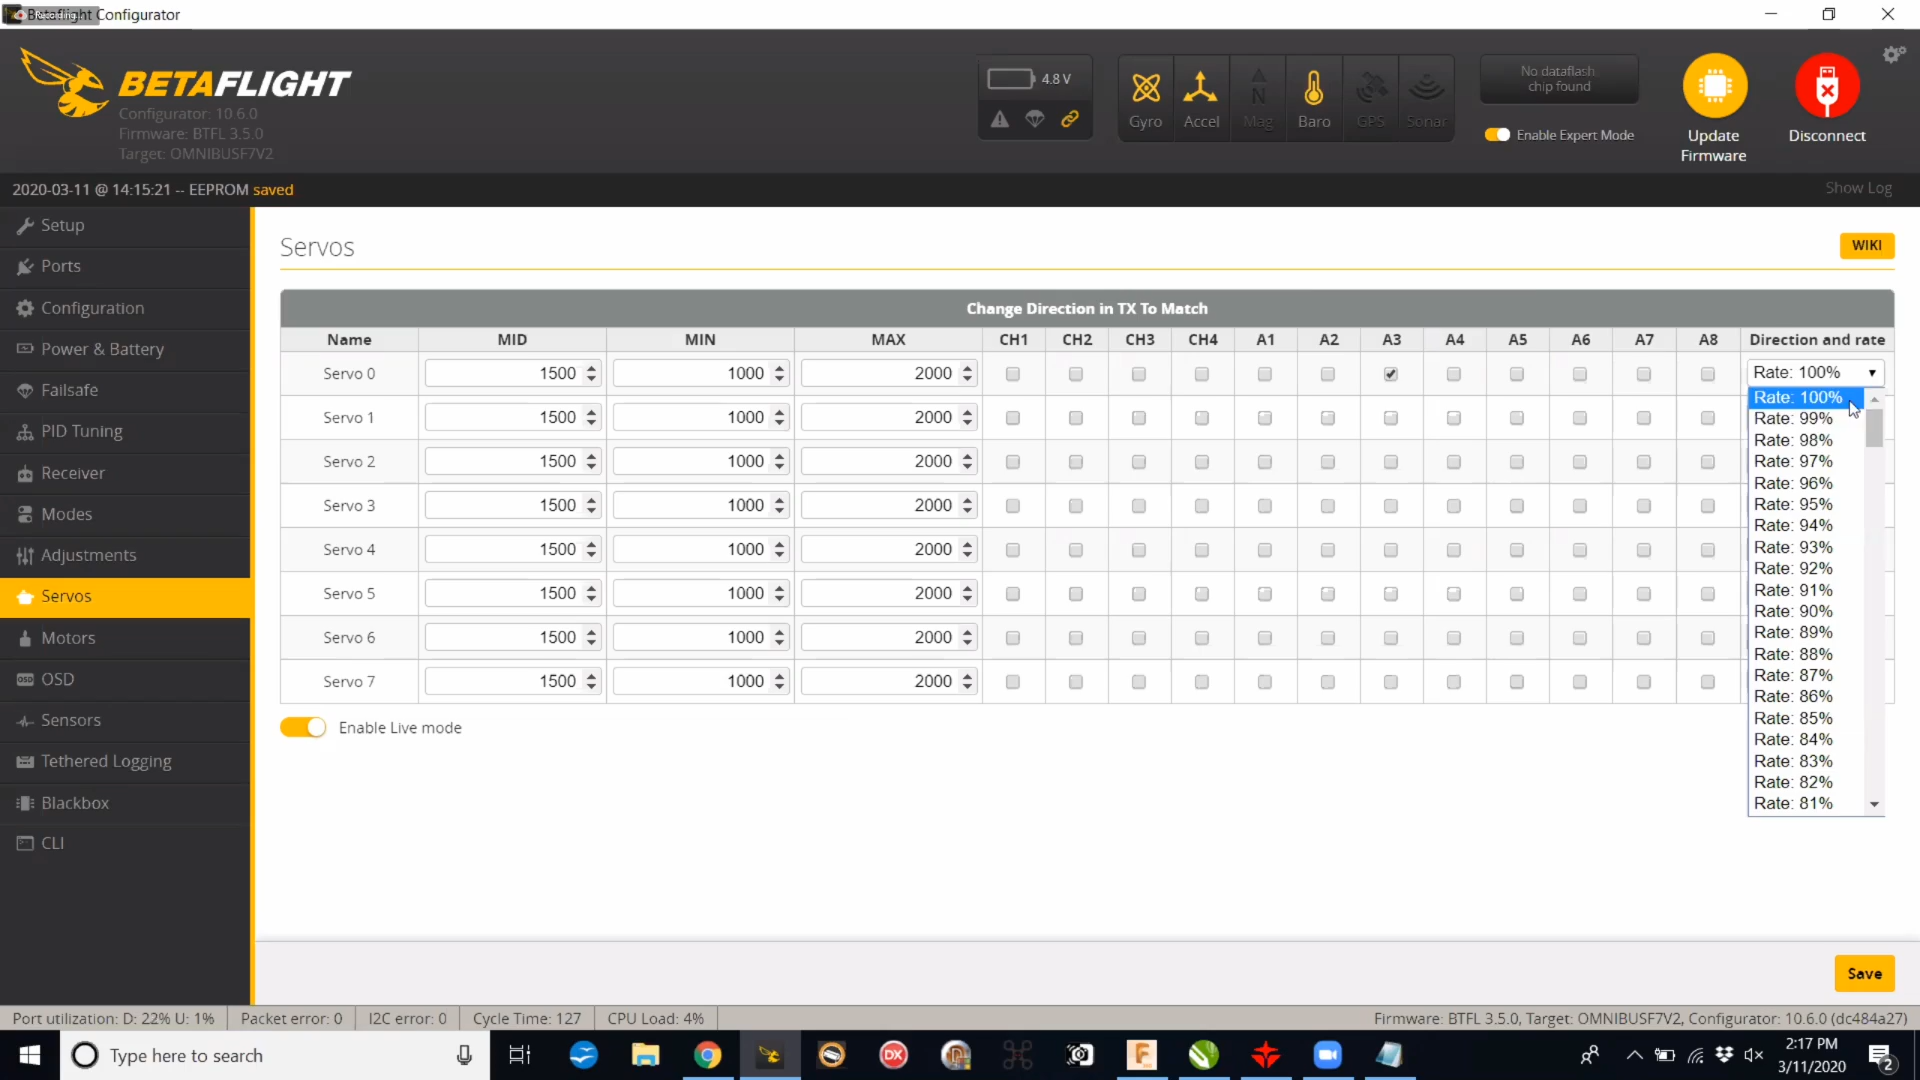 Betaflight Configurator
Recording...
BETAFLIGHT
Configurator: 10.6.0
Firmware: BTFL 3.5.0
Target: OMNIBUSF7V2
4.8 V
Gyro
Accel
Mag
Baro
GPS
Sonar
No dataflash
chip found
Enable Expert Mode
Update
Firmware
Disconnect
2020-03-11 @ 14:15:21 -- EEPROM saved
Show Log
Setup
Ports
Configuration
Power & Battery
Failsafe
PID Tuning
Receiver
Modes
Adjustments
Servos
Motors
OSD
Sensors
Tethered Logging
Blackbox
CLI
Servos
WIKI
Change Direction in TX To Match
Name MID MIN MAX CH1 CH2 CH3 CH4 A1 A2 A3 A4 A5 A6 A7 A8 Direction and rate
Servo 0 1500 1000 2000 Rate: 100%
Servo 1 1500 1000 2000
Servo 2 1500 1000 2000
Servo 3 1500 1000 2000
Servo 4 1500 1000 2000
Servo 5 1500 1000 2000
Servo 6 1500 1000 2000
Servo 7 1500 1000 2000
Rate: 100%
Rate: 99%
Rate: 98%
Rate: 97%
Rate: 96%
Rate: 95%
Rate: 94%
Rate: 93%
Rate: 92%
Rate: 91%
Rate: 90%
Rate: 89%
Rate: 88%
Rate: 87%
Rate: 86%
Rate: 85%
Rate: 84%
Rate: 83%
Rate: 82%
Rate: 81%
Enable Live mode
Save
Port utilization: D: 22% U: 1% Packet error: 0 I2C error: 0 Cycle Time: 127 CPU Load: 4% Firmware: BTFL 3.5.0, Target: OMNIBUSF7V2, Configurator: 10.6.0 (dc484a27)
Type here to search
DX
F
2:17 PM
3/11/2020
2